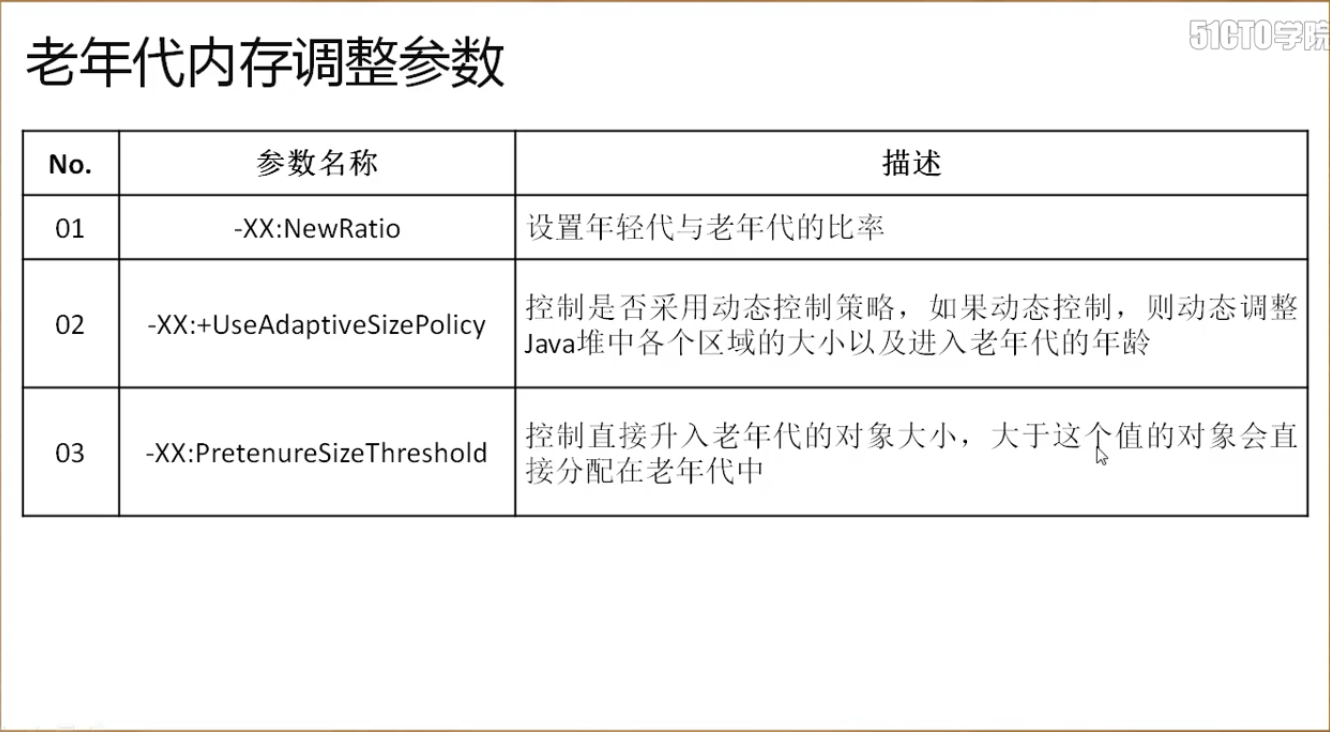 51CTO学院
老年代内存调整参数
No. 参数名称 描述
01 -XX:NewRatio 设置年轻代与老年代的比率
02 -XX:+UseAdaptiveSizePolicy 控制是否采用动态控制策略，如果动态控制，则动态调整
Java堆中各个区域的大小以及进入老年代的年龄
03 -XX:PretenureSizeThreshold 控制直接升入老年代的对象大小，大于这个值的对象会直
接分配在老年代中